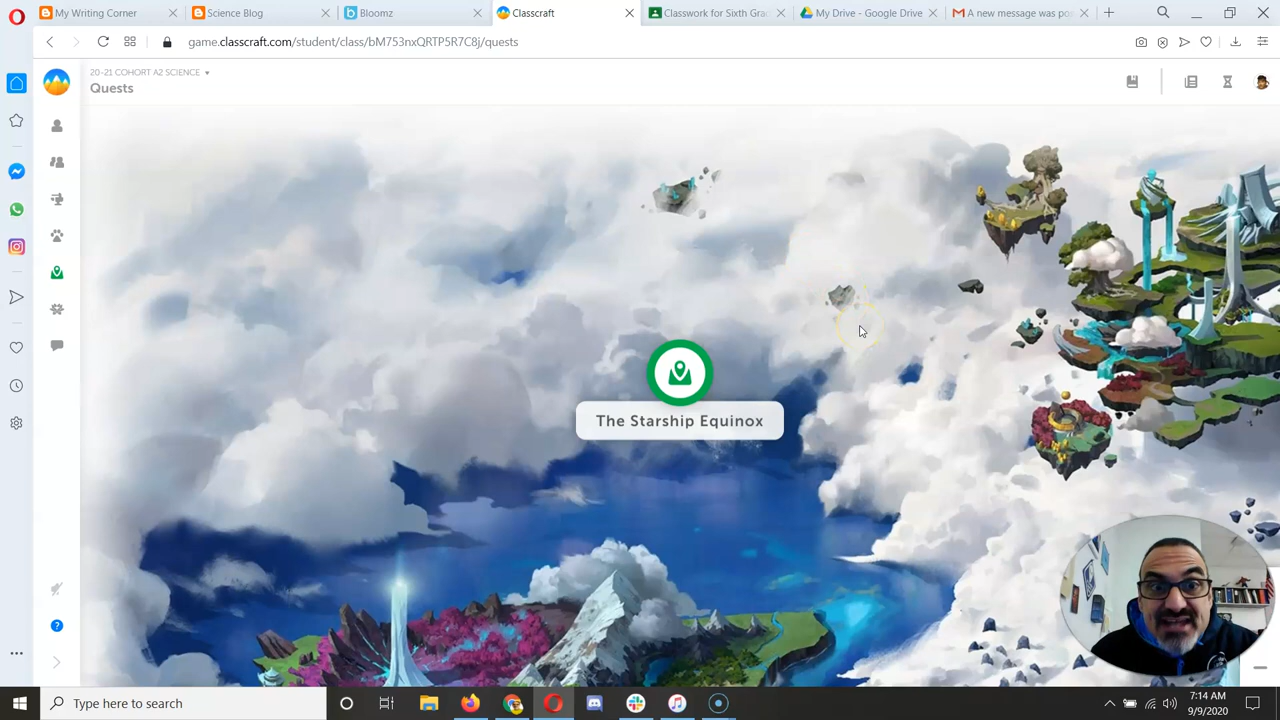 My Writing Corner
Science Blog
Bloomz
Classcraft
Classwork for Sixth Gra
My Drive - Google Drive
A new message was pos
game.classcraft.com/student/class/bM753nxQRTP5R7C8j/quests
20-21 COHORT A2 SCIENCE
Quests
The Starship Equinox
?
Type here to search
7:14 AM
9/9/2020